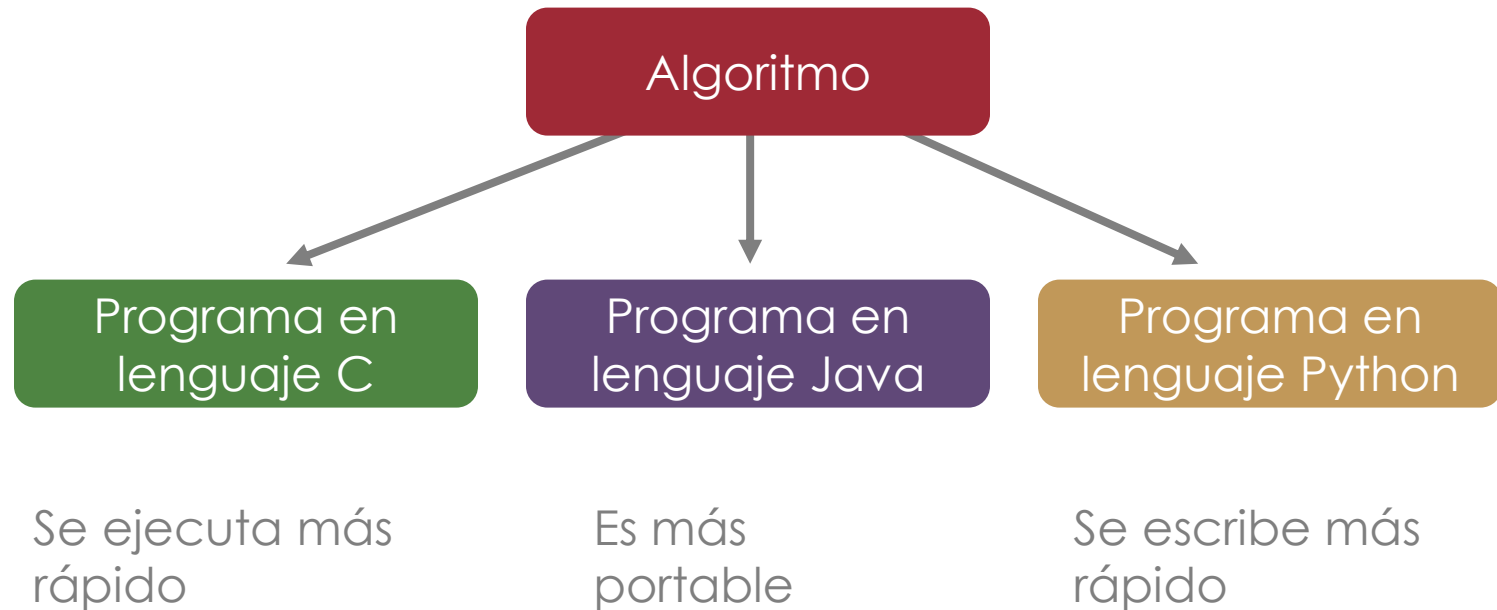 Algoritmo
Programa en
lenguaje C
Programa en
lenguaje Java
Programa en
lenguaje Python
Se ejecuta más
rápido
Es más
portable
Se escribe más
rápido